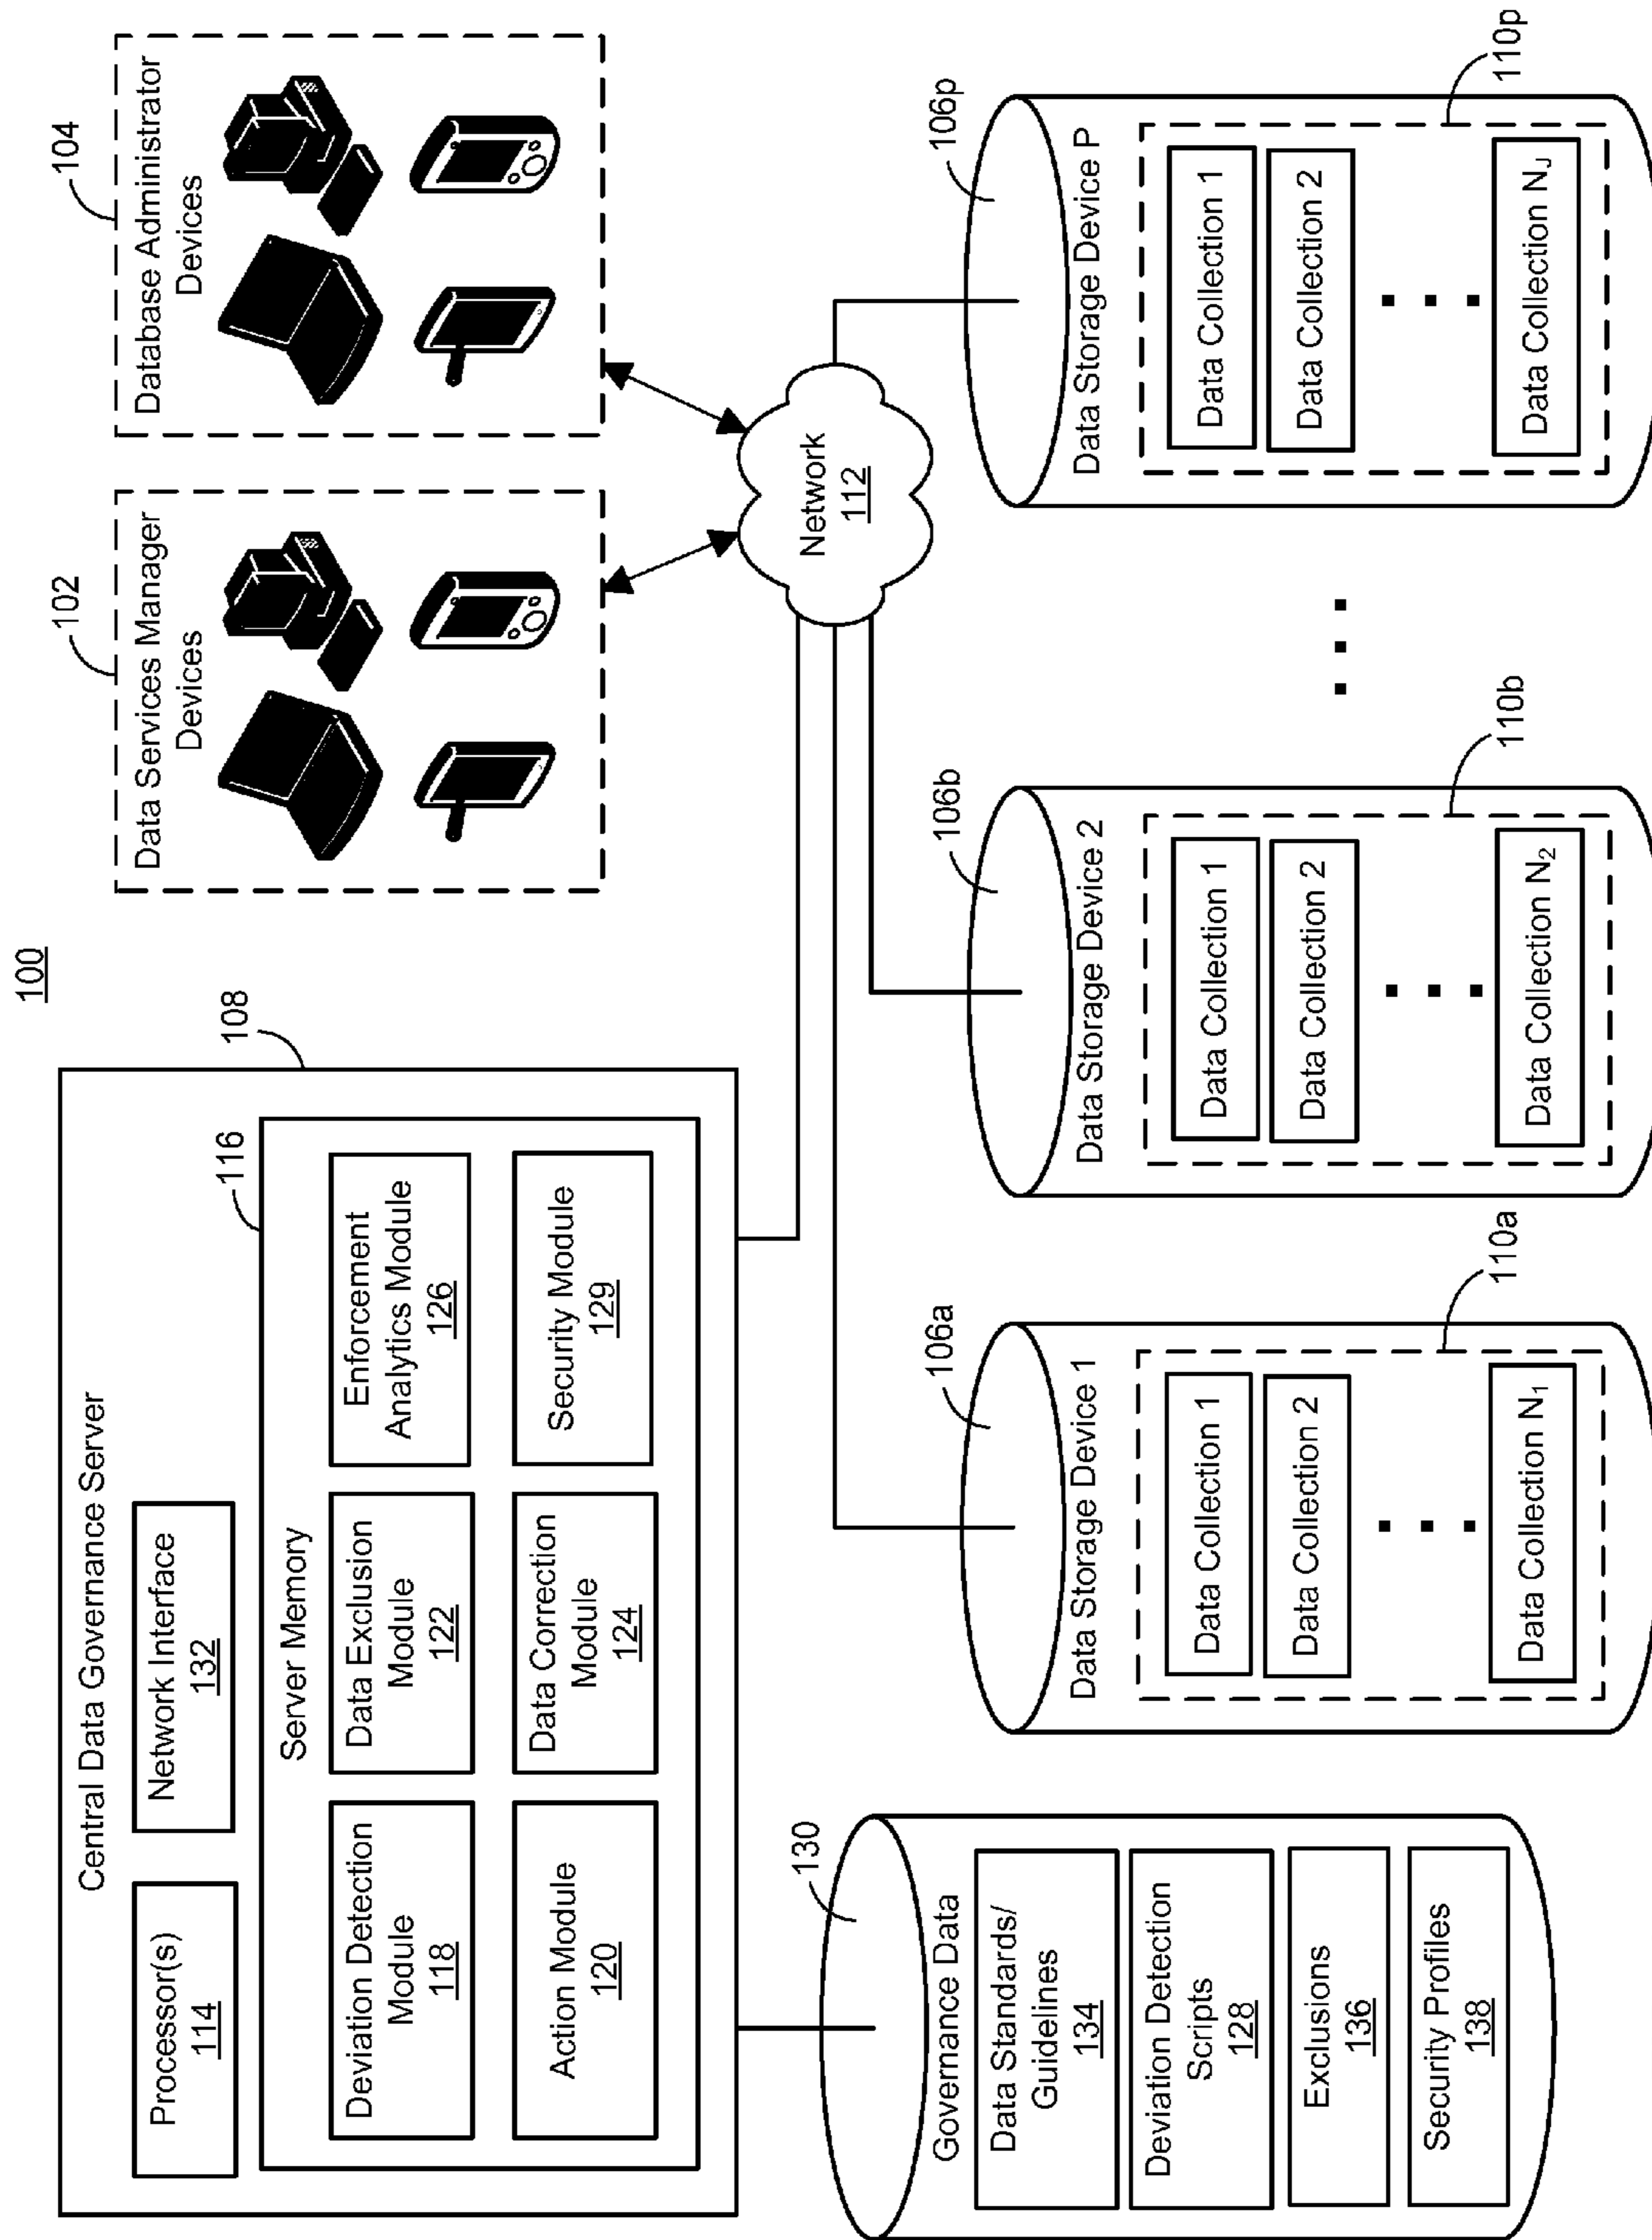 100
108
Central Data Governance Server
Processor(s)
114
Network Interface
132
116
Server Memory
Deviation Detection
Module
118
Data Exclusion
Module
122
Enforcement
Analytics Module
126
Action Module
120
Data Correction
Module
124
Security Module
129
102
Data Services Manager
Devices
104
Database Administrator
Devices
Network
112
130
Governance Data
Data Standards/
Guidelines
134
Deviation Detection
Scripts
128
Exclusions
136
Security Profiles
138
106a
Data Storage Device 1
110a
Data Collection 1
Data Collection 2
Data Collection N₁
106b
Data Storage Device 2
110b
Data Collection 1
Data Collection 2
Data Collection N₂
106p
Data Storage Device P
110p
Data Collection 1
Data Collection 2
Data Collection N_J